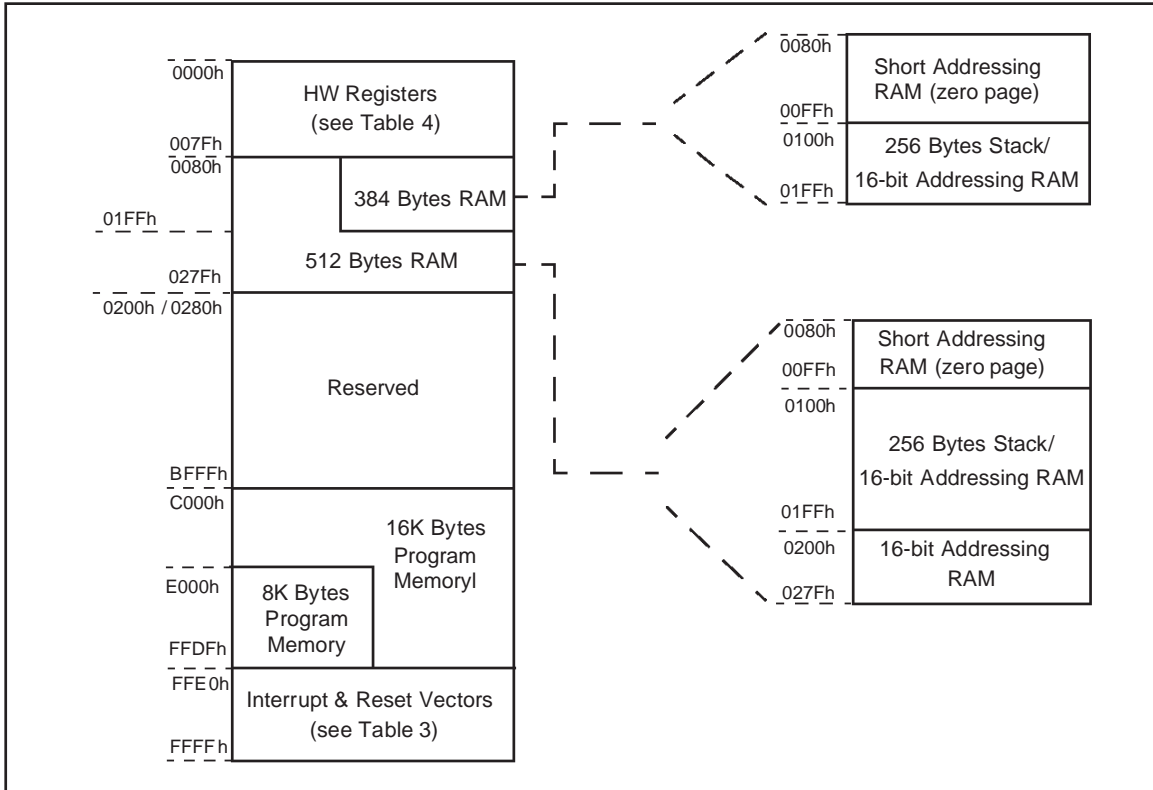 0000h
HW Registers
(see Table 4)
007Fh
0080h
384 Bytes RAM
01FFh
512 Bytes RAM
027Fh
0200h / 0280h
Reserved
BFFFh
C000h
16K Bytes
Program
Memoryl
E000h
8K Bytes
Program
Memory
FFDFh
FFE0h
Interrupt & Reset Vectors
(see Table 3)
FFFFh
0080h
Short Addressing
RAM (zero page)
00FFh
0100h
256 Bytes Stack/
16-bit Addressing RAM
01FFh
0080h
Short Addressing
RAM (zero page)
00FFh
0100h
256 Bytes Stack/
16-bit Addressing RAM
01FFh
0200h
16-bit Addressing
RAM
027Fh